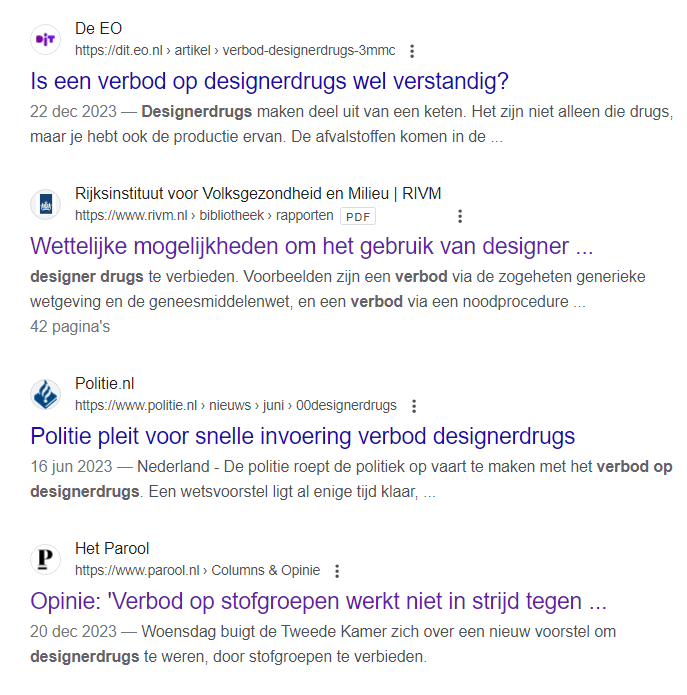 DIT
De EO
https://dit.eo.nl › artikel › verbod-designerdrugs-3mmc
Is een verbod op designerdrugs wel verstandig?
22 dec 2023 — Designerdrugs maken deel uit van een keten. Het zijn niet alleen die drugs,
maar je hebt ook de productie ervan. De afvalstoffen komen in de ...
Rijksinstituut voor Volksgezondheid en Milieu | RIVM
https://www.rivm.nl › bibliotheek › rapporten PDF
Wettelijke mogelijkheden om het gebruik van designer ...
designer drugs te verbieden. Voorbeelden zijn een verbod via de zogeheten generieke
wetgeving en de geneesmiddelenwet, en een verbod via een noodprocedure ...
42 pagina's
Politie.nl
https://www.politie.nl › nieuws › juni › 00designerdrugs
Politie pleit voor snelle invoering verbod designerdrugs
16 jun 2023 — Nederland - De politie roept de politiek op vaart te maken met het verbod op
designerdrugs. Een wetsvoorstel ligt al enige tijd klaar, ...
P
Het Parool
https://www.parool.nl › Columns & Opinie
Opinie: 'Verbod op stofgroepen werkt niet in strijd tegen ...
20 dec 2023 — Woensdag buigt de Tweede Kamer zich over een nieuw voorstel om
designerdrugs te weren, door stofgroepen te verbieden.